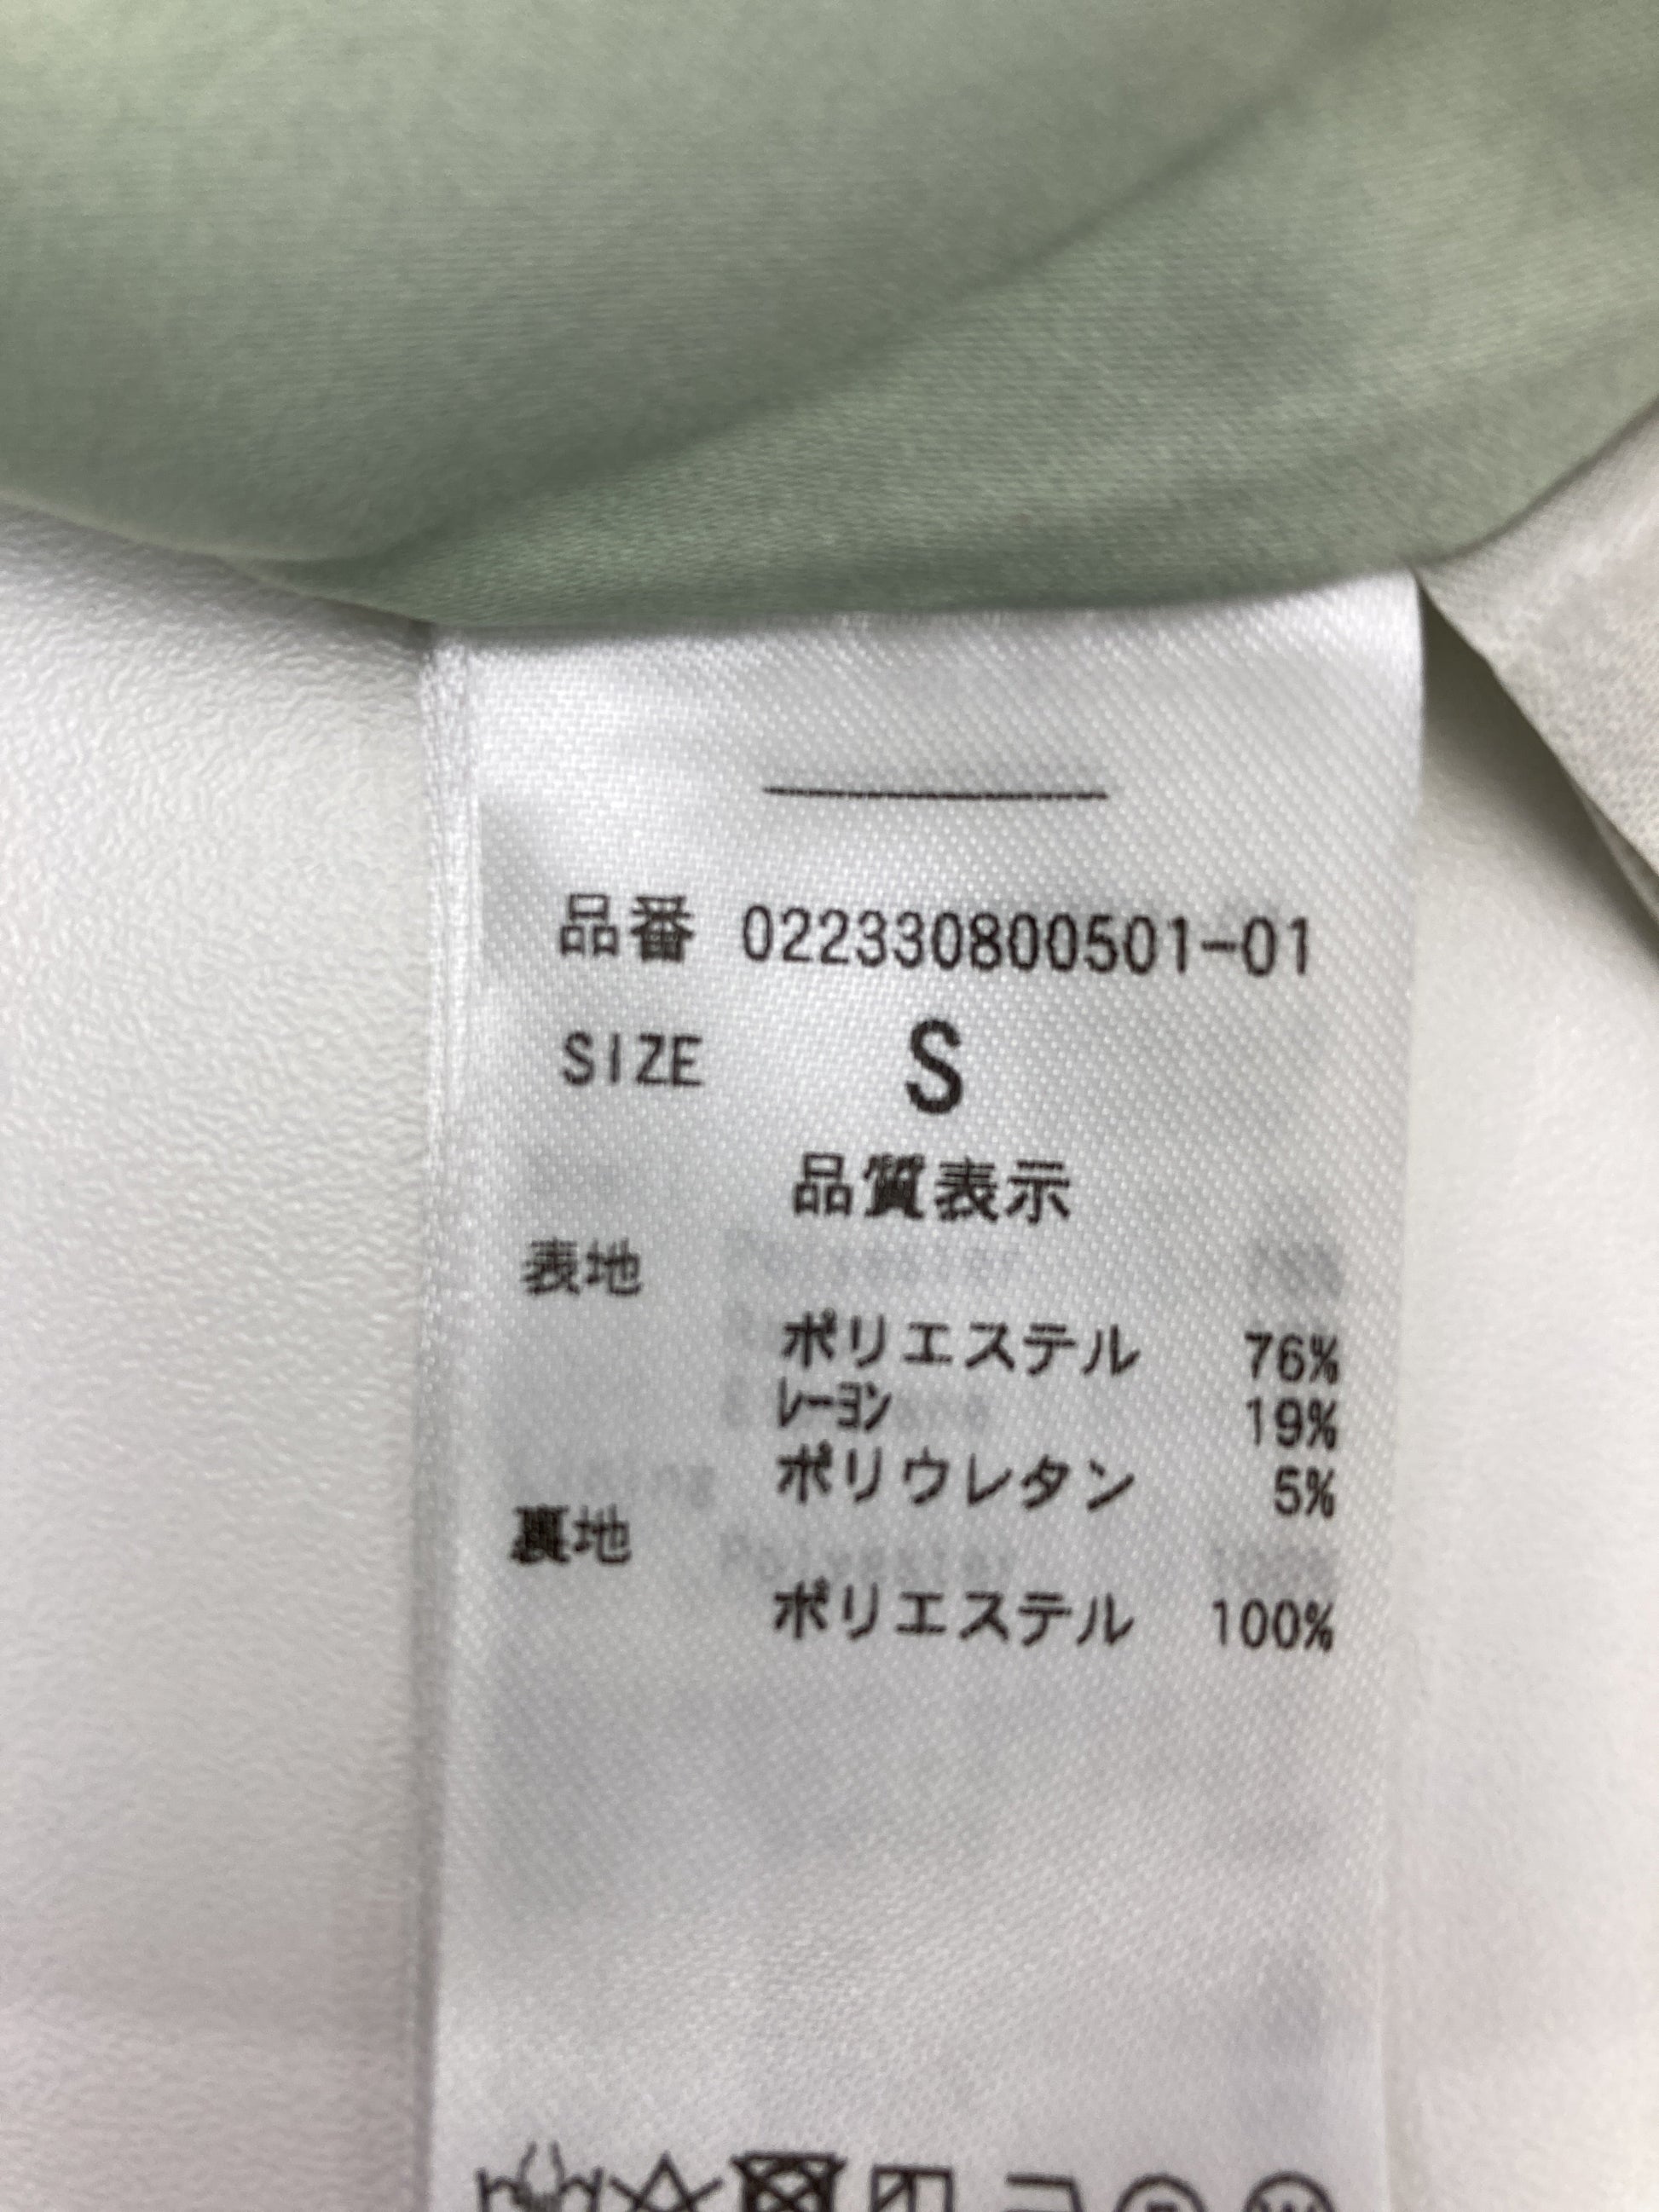 品番 022330800501-01
SIZE S
品質表示
表地
ポリエステル 76%
レーヨン 19%
ポリウレタン 5%
裏地
ポリエステル 100%